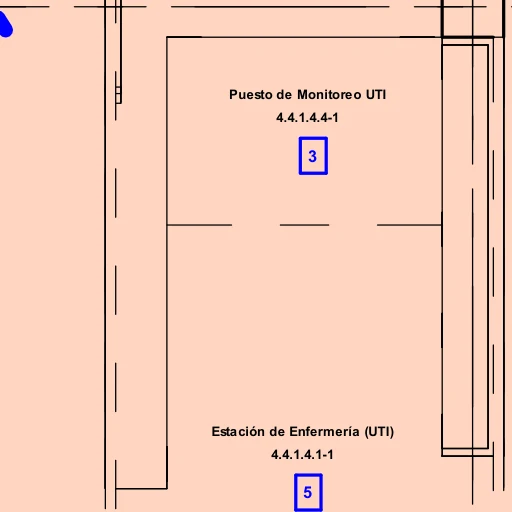 Puesto de Monitoreo UTI
4.4.1.4.4-1
3
Estación de Enfermería (UTI)
4.4.1.4.1-1
5